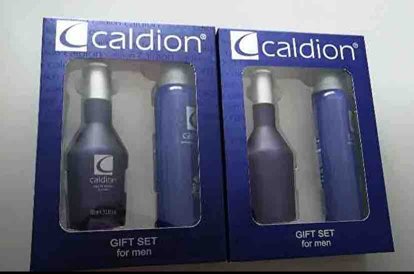 caldion®
caldion
GIFT SET
for men
caldion®
GIFT SET
for men